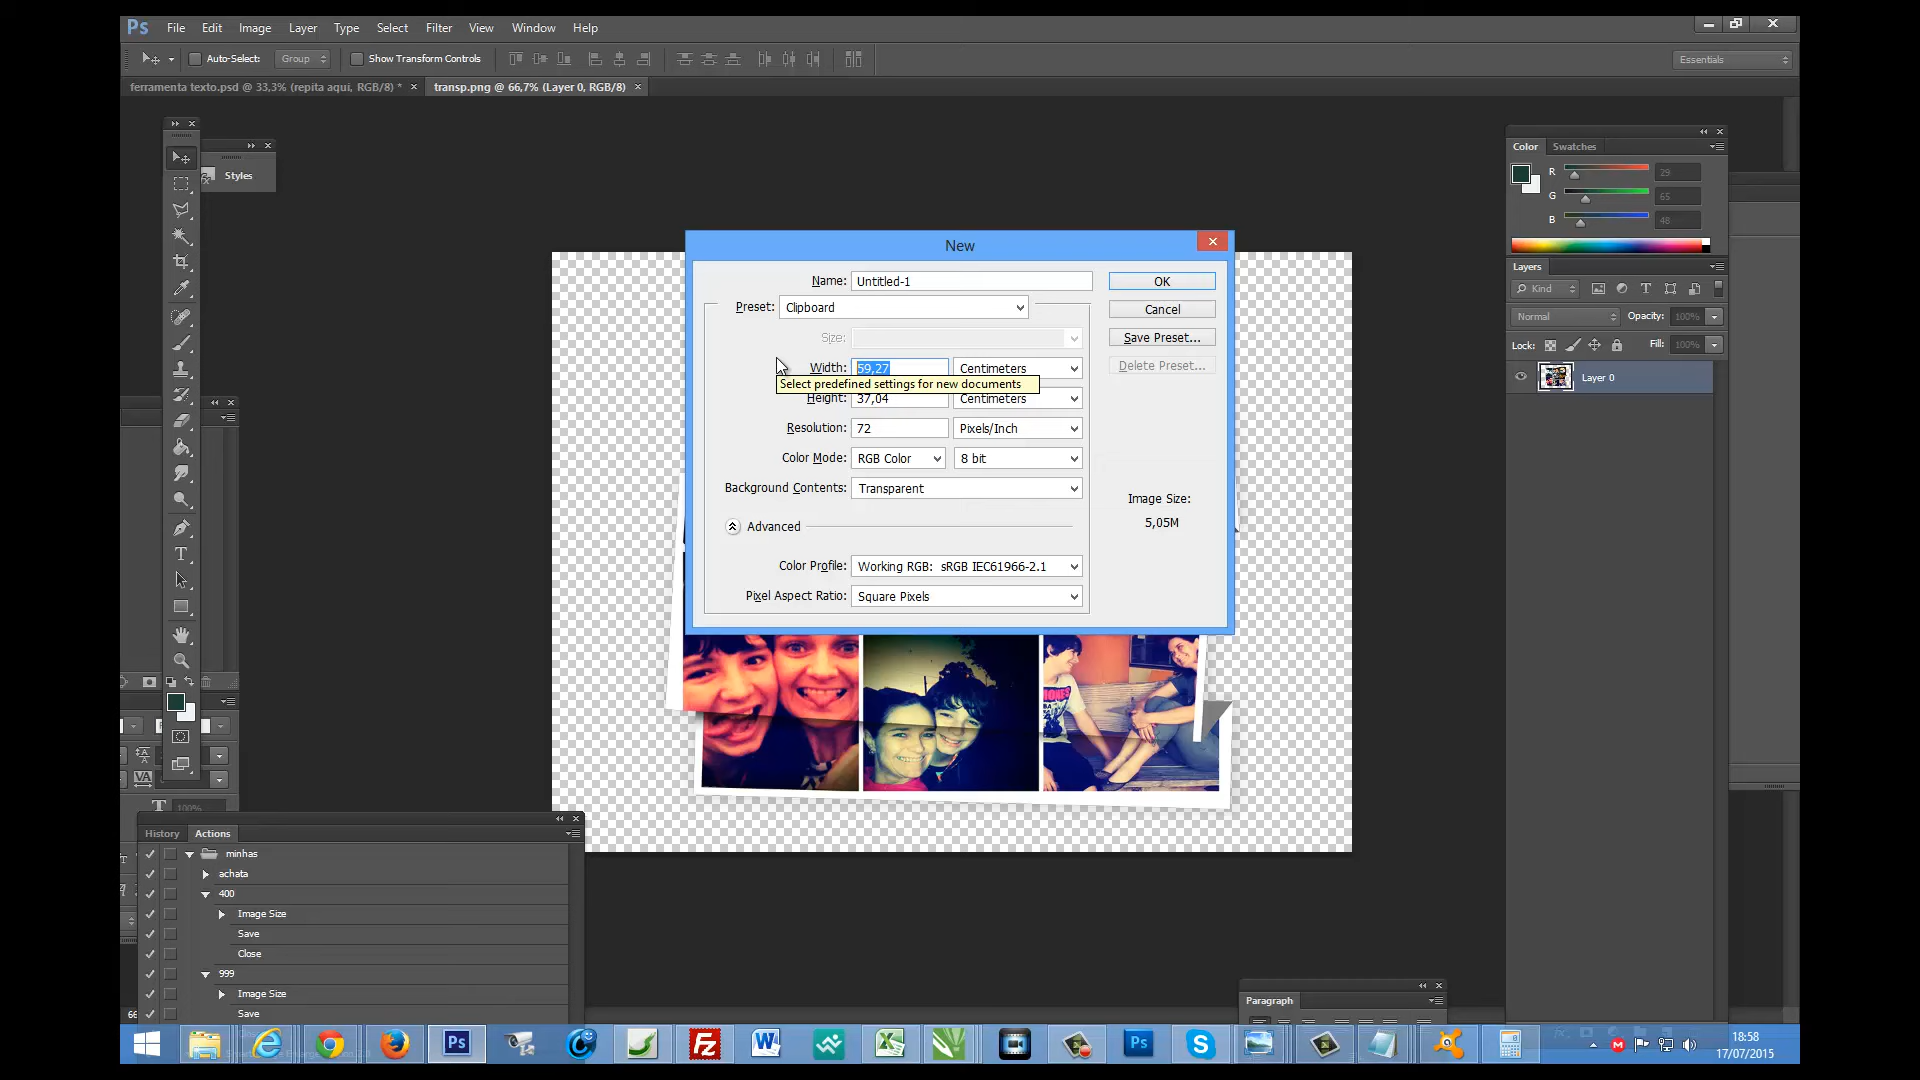 Ps File Edit Image Layer Type Select Filter View Window Help
Auto-Select: Group Show Transform Controls Essentials
ferramenta texto.psd @ 33,3% (repita aqui, RGB/8) * × transp.png @ 66,7% (Layer 0, RGB/8) ×
Styles
Color Swatches
R 29
G 65
B 48
Layers
Kind
Normal Opacity: 100%
Lock: Fill: 100%
Layer 0
New
Name: Untitled-1 OK
Preset: Clipboard Cancel
Size: Save Preset...
Width: 59,27 Centimeters Delete Preset...
Select predefined settings for new documents
Height: 37,04 Centimeters
Resolution: 72 Pixels/Inch
Color Mode: RGB Color 8 bit
Background Contents: Transparent Image Size:
5,05M
Advanced
Color Profile: Working RGB: sRGB IEC61966-2.1
Pixel Aspect Ratio: Square Pixels
100%
History Actions
minhas
achata
400
Image Size
Save
Close
999
Image Size
Save
Paragraph
66
18:58
17/07/2015